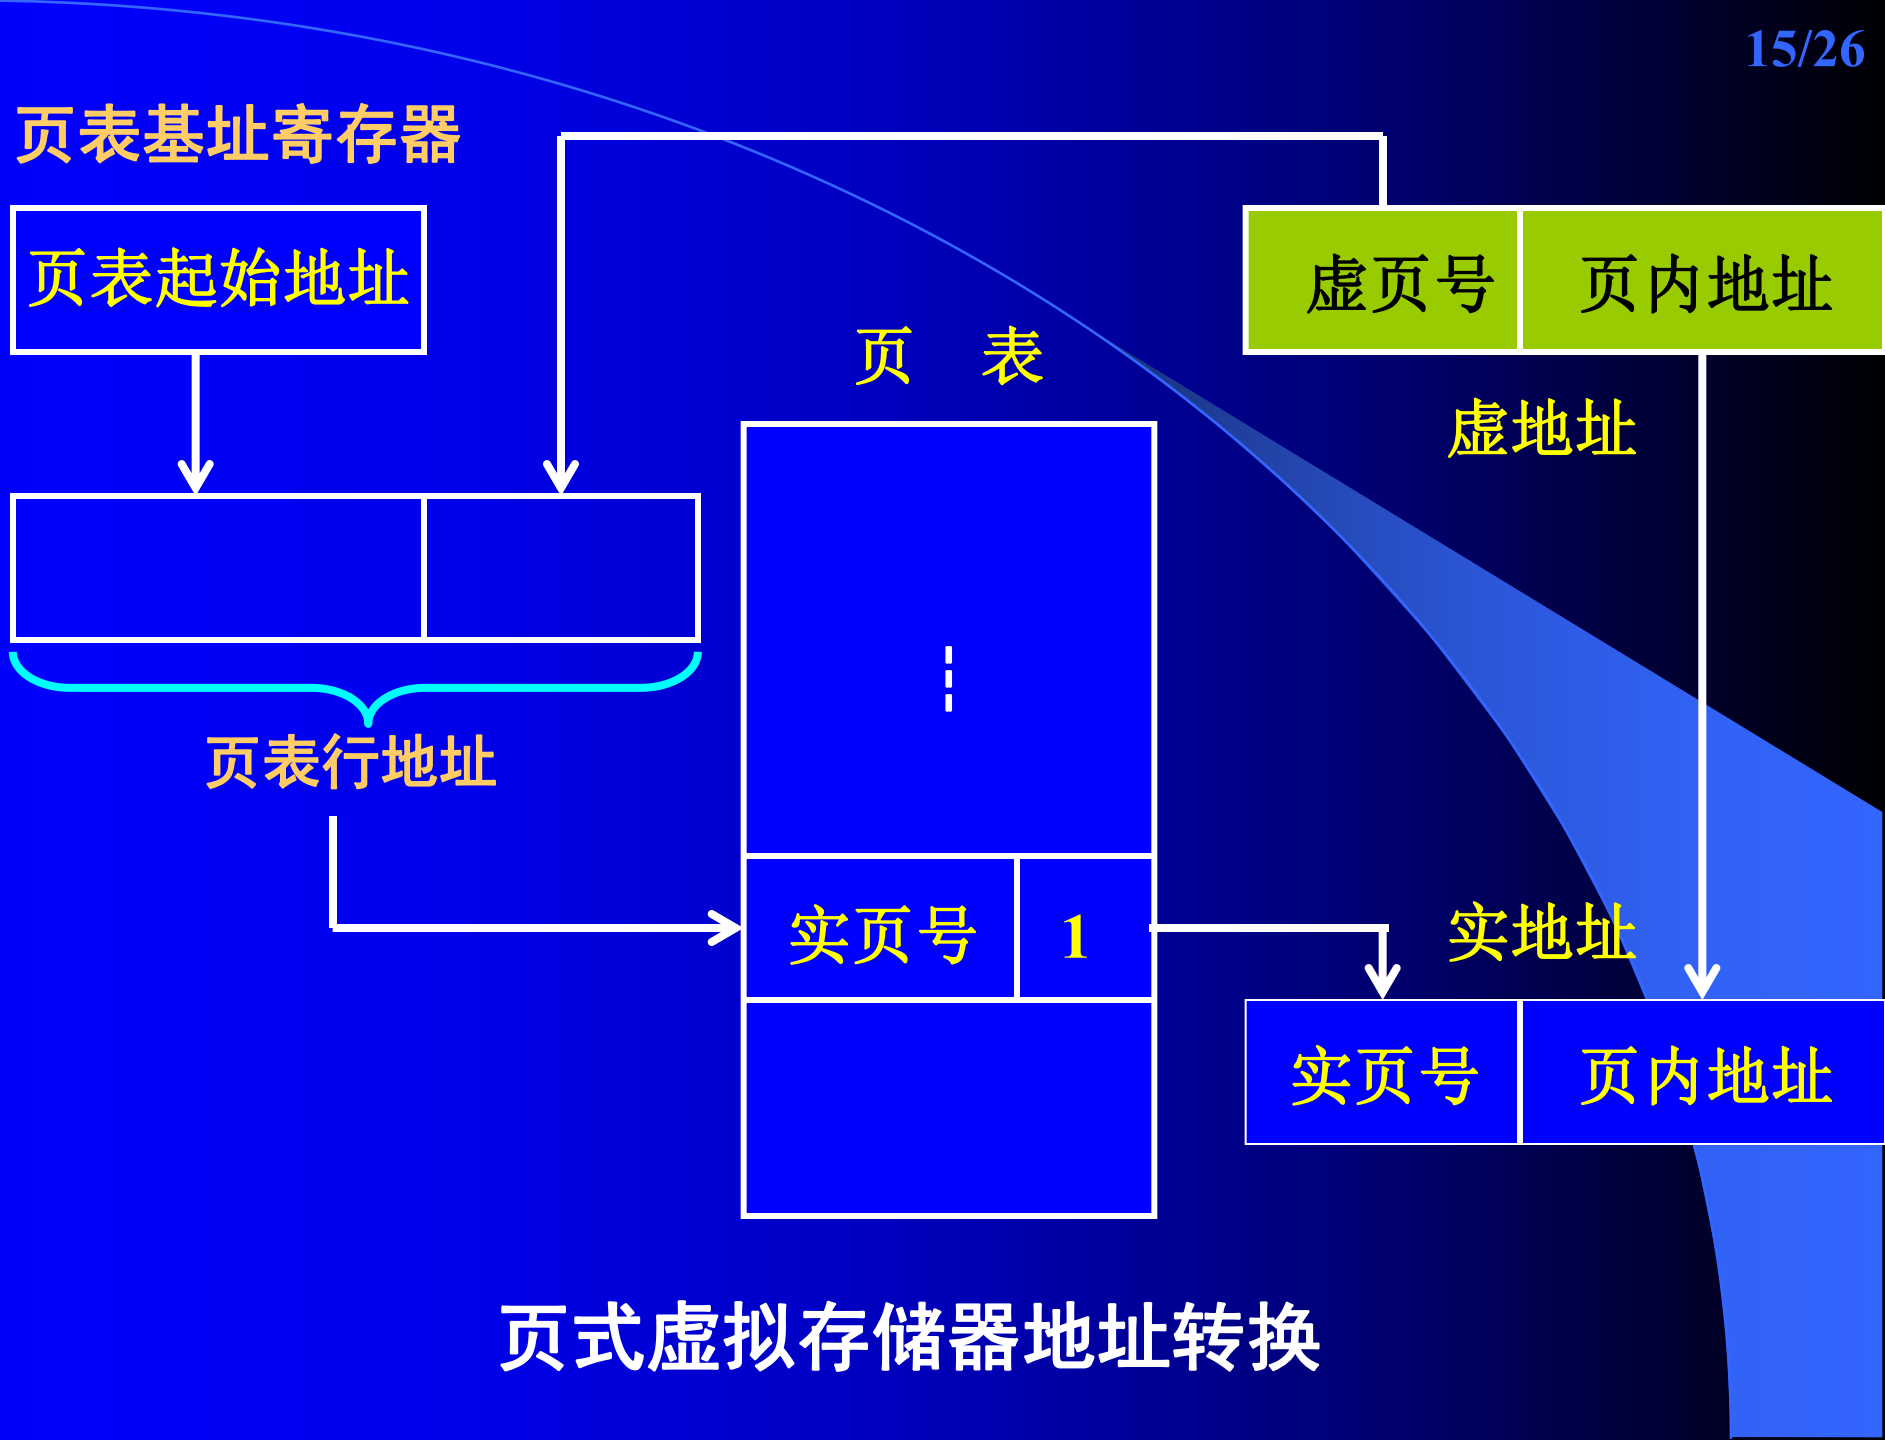 15/26
页表基址寄存器
页表起始地址
虚页号 页内地址
页 表
虚地址
页表行地址
实页号 1
实地址
实页号 页内地址
页式虚拟存储器地址转换